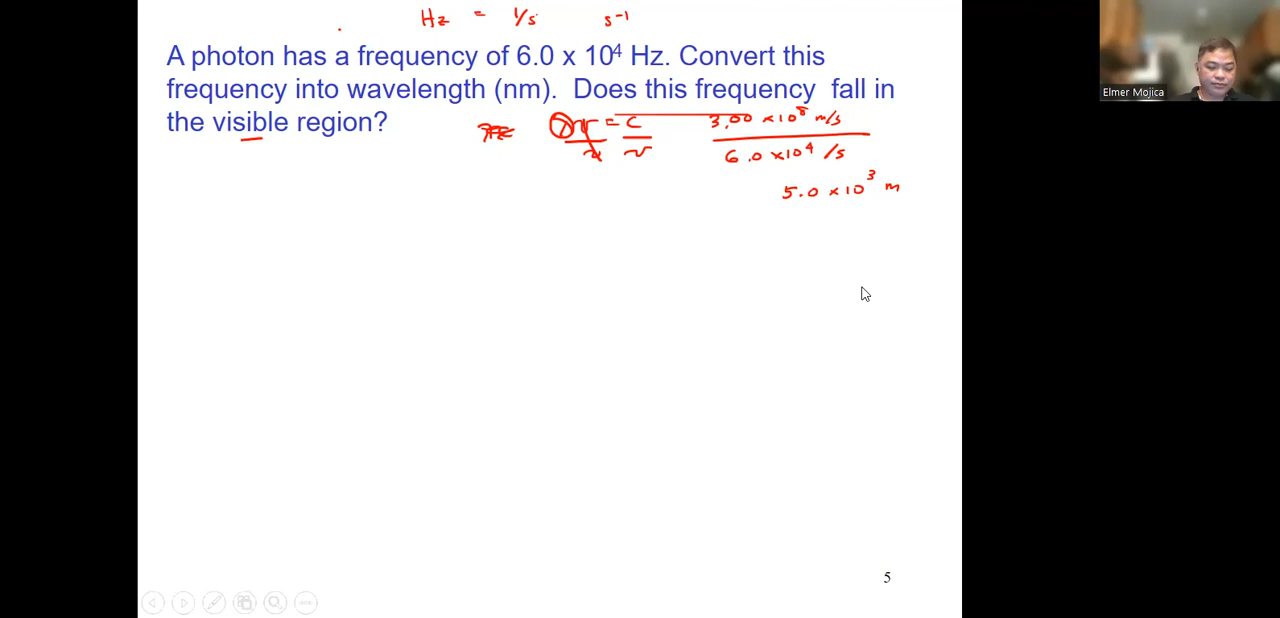 Hz = 1/s s⁻¹
A photon has a frequency of 6.0 x 10⁴ Hz. Convert this
frequency into wavelength (nm). Does this frequency fall in
the visible region?
λν = c
ν ν
3.00 x 10⁸ m/s
6.0 x 10⁴ /s
5.0 x 10³ m
Elmer Mojica
5